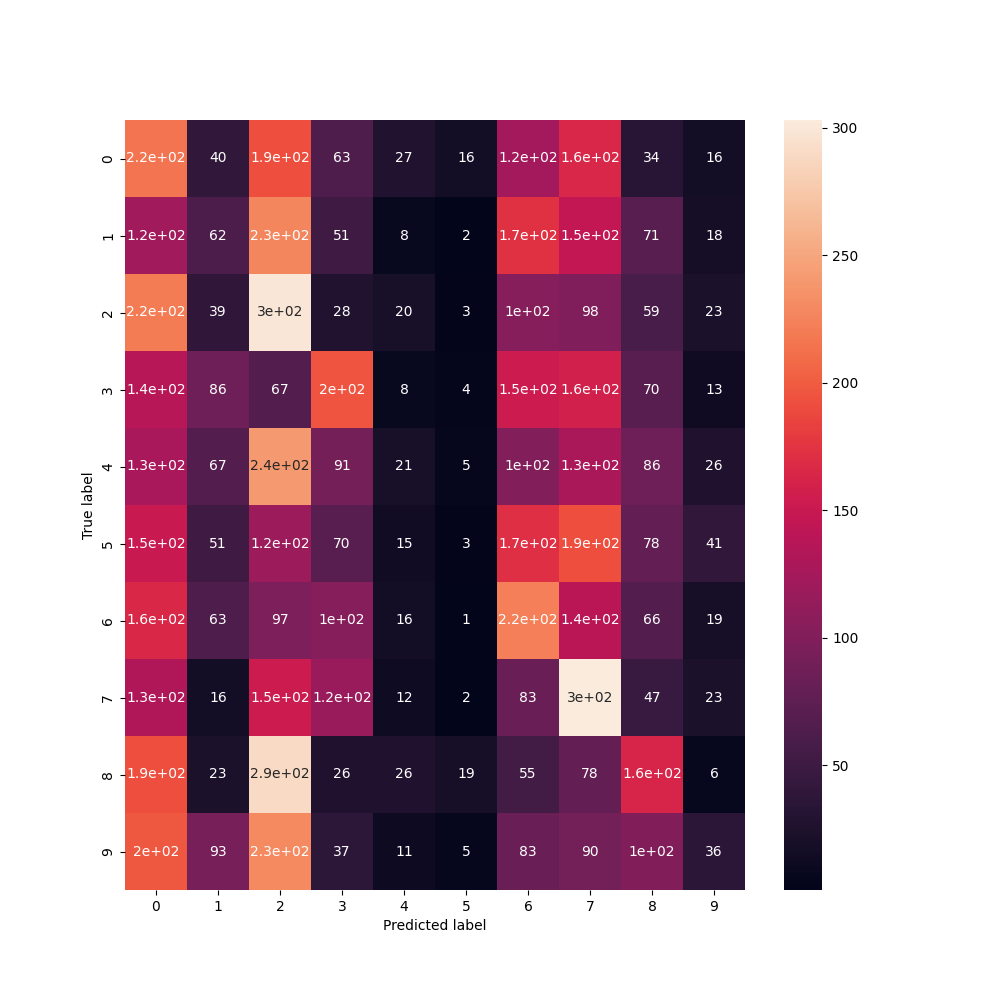 0 2.2e+02 40 1.9e+02 63 27 16 1.2e+02 1.6e+02 34 16
1 1.2e+02 62 2.3e+02 51 8 2 1.7e+02 1.5e+02 71 18
2 2.2e+02 39 3e+02 28 20 3 1e+02 98 59 23
3 1.4e+02 86 67 2e+02 8 4 1.5e+02 1.6e+02 70 13
4 1.3e+02 67 2.4e+02 91 21 5 1e+02 1.3e+02 86 26
5 1.5e+02 51 1.2e+02 70 15 3 1.7e+02 1.9e+02 78 41
6 1.6e+02 63 97 1e+02 16 1 2.2e+02 1.4e+02 66 19
7 1.3e+02 16 1.5e+02 1.2e+02 12 2 83 3e+02 47 23
8 1.9e+02 23 2.9e+02 26 26 19 55 78 1.6e+02 6
9 2e+02 93 2.3e+02 37 11 5 83 90 1e+02 36
0 1 2 3 4 5 6 7 8 9
Predicted label
True label
300
250
200
150
100
50